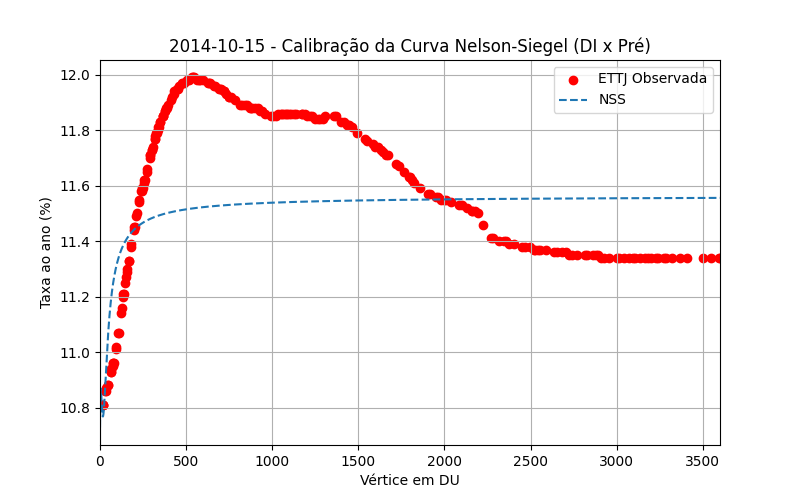 2014-10-15 - Calibração da Curva Nelson-Siegel (DI x Pré)
ETTJ Observada
NSS
Taxa ao ano (%)
12.0
11.8
11.6
11.4
11.2
11.0
10.8
0 500 1000 1500 2000 2500 3000 3500
Vértice em DU